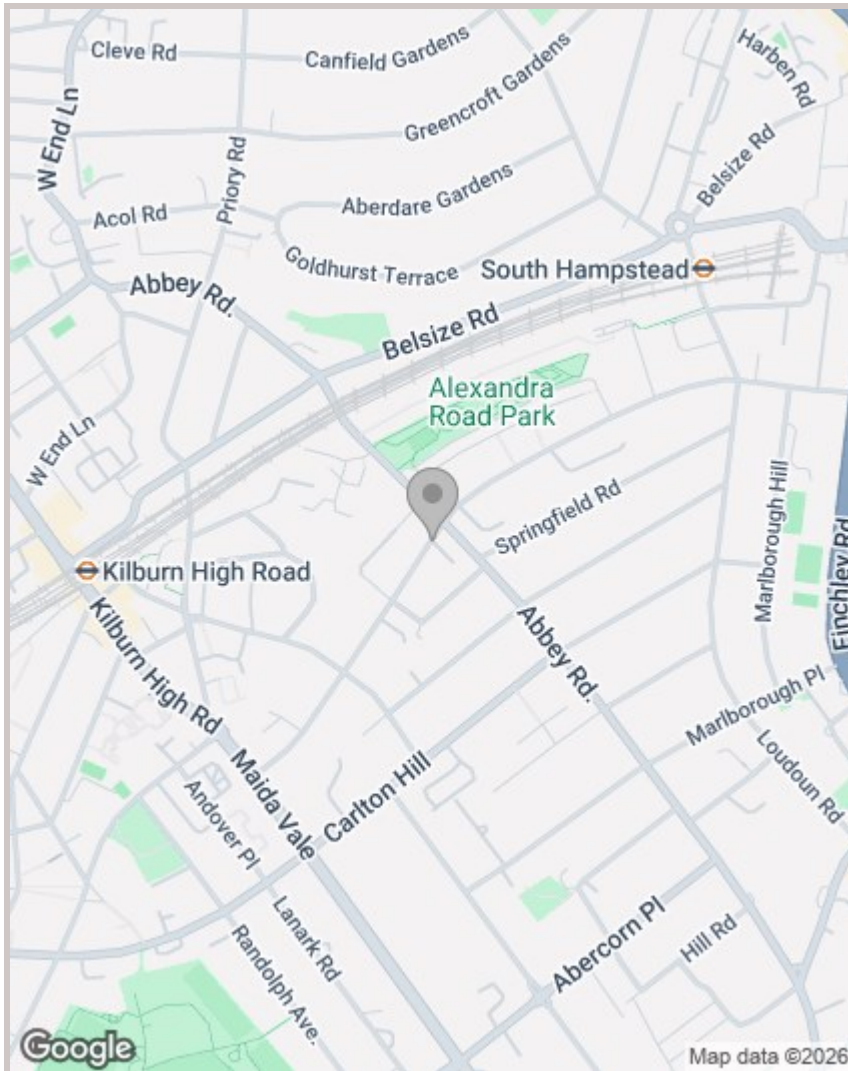 Cleve Rd
Canfield Gardens
Harben Rd
W End Ln
Greencroft Gardens
Priory Rd
Belsize Rd
Acol Rd
Aberdare Gardens
Goldhurst Terrace
South Hampstead
Abbey Rd.
Belsize Rd
Alexandra
Road Park
W End Ln
Springfield Rd
Marlborough Hill
Finchley Rd
Kilburn High Road
Abbey Rd.
Kilburn High Rd
Marlborough Pl
Loudoun Rd
Maida Vale
Carlton Hill
Andover Pl
Lanark Rd
Abercorn Pl
Hill Rd
Randolph Ave.
Google
Map data ©2026